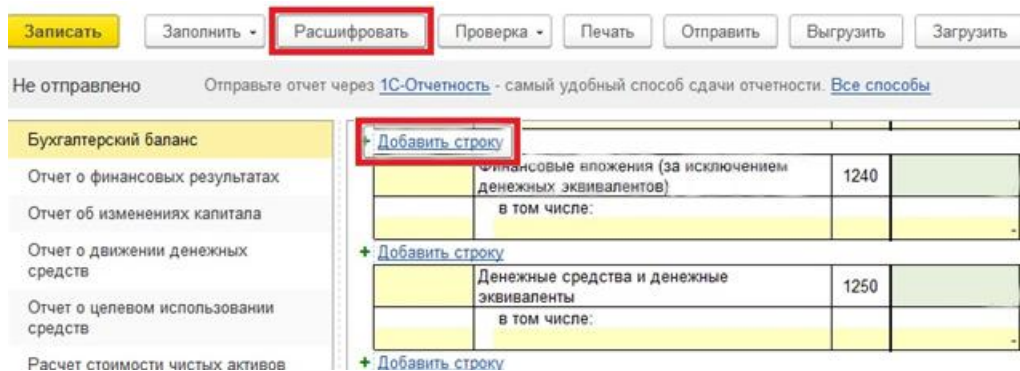 Записать Заполнить Расшифровать Проверка Печать Отправить Выгрузить Загрузить
Не отправлено Отправьте отчет через 1С-Отчетность - самый удобный способ сдачи отчетности. Все способы
Бухгалтерский баланс
Отчет о финансовых результатах
Отчет об изменениях капитала
Отчет о движении денежных
средств
Отчет о целевом использовании
средств
Расчет стоимости чистых активов
+ Добавить строку
Финансовые вложения (за исключением
денежных эквивалентов) 1240
в том числе:
-
+ Добавить строку
Денежные средства и денежные
эквиваленты 1250
в том числе:
-
+ Добавить строку